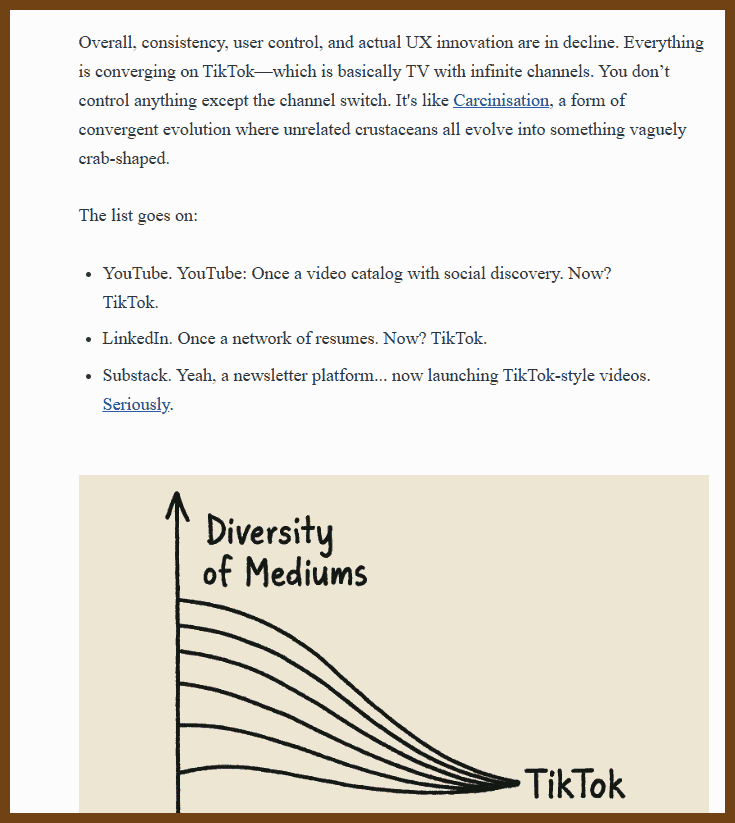 Overall, consistency, user control, and actual UX innovation are in decline. Everything
is converging on TikTok—which is basically TV with infinite channels. You don’t
control anything except the channel switch. It's like Carcinisation, a form of
convergent evolution where unrelated crustaceans all evolve into something vaguely
crab-shaped.
The list goes on:
• YouTube. YouTube: Once a video catalog with social discovery. Now?
TikTok.
• LinkedIn. Once a network of resumes. Now? TikTok.
• Substack. Yeah, a newsletter platform... now launching TikTok-style videos.
Seriously.
Diversity
of Mediums
TikTok